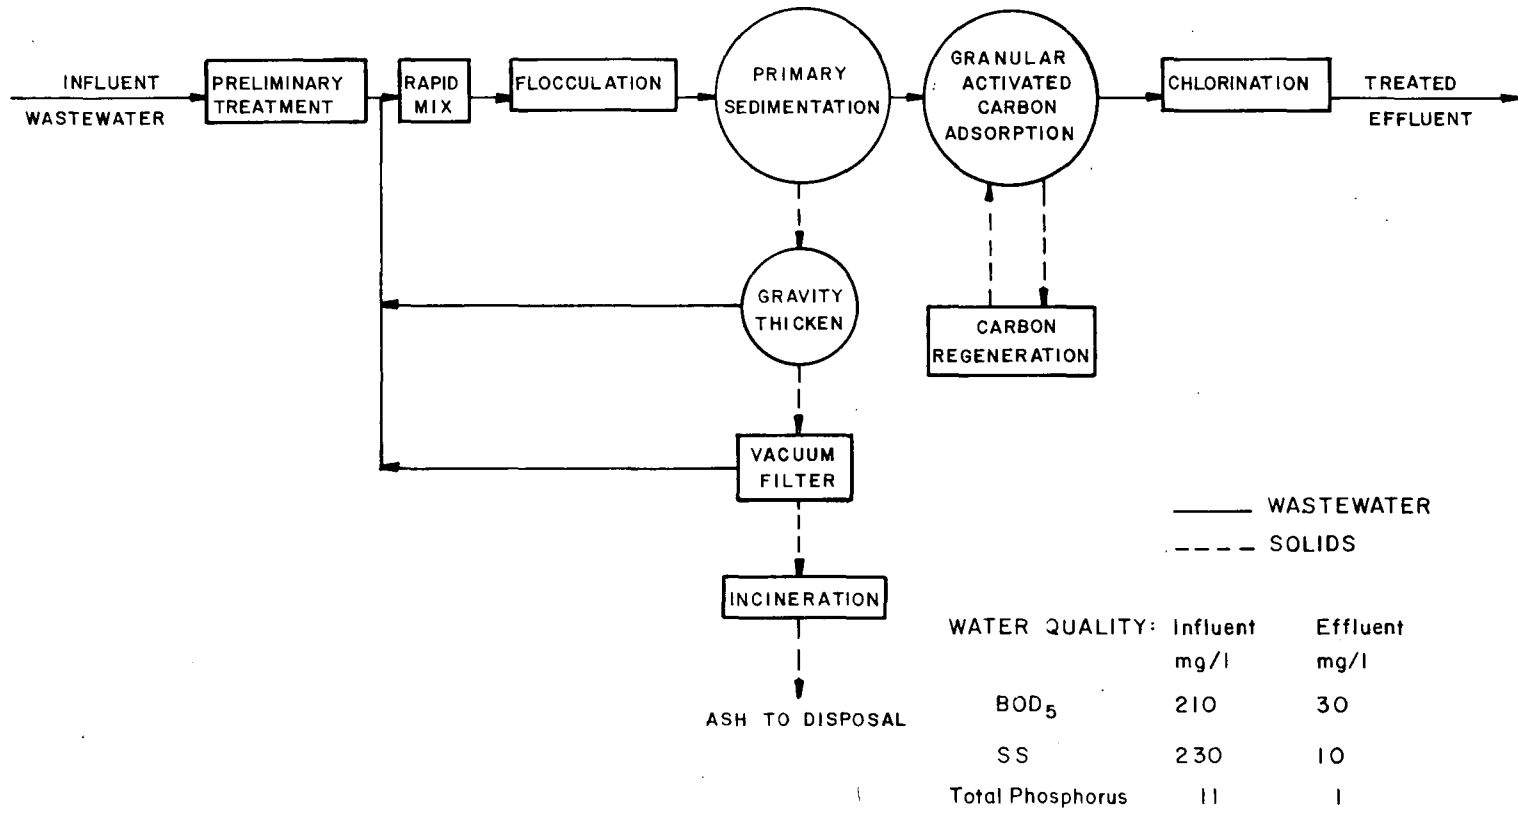 INFLUENT
WASTEWATER
PRELIMINARY
TREATMENT
RAPID
MIX
FLOCCULATION
PRIMARY
SEDIMENTATION
GRANULAR
ACTIVATED
CARBON
ADSORPTION
CHLORINATION
TREATED
EFFLUENT
GRAVITY
THICKEN
CARBON
REGENERATION
VACUUM
FILTER
INCINERATION
ASH TO DISPOSAL
WASTEWATER
SOLIDS
WATER QUALITY: Influent Effluent
mg/l mg/l
BOD5 210 30
SS 230 10
Total Phosphorus 11 1